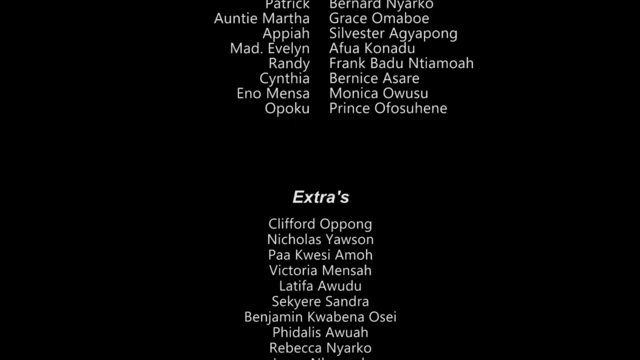 Patrick Bernard Nyarko
Auntie Martha Grace Omaboe
Appiah Silvester Agyapong
Mad. Evelyn Afua Konadu
Randy Frank Badu Ntiamoah
Cynthia Bernice Asare
Eno Mensa Monica Owusu
Opoku Prince Ofosuhene
Extra's
Clifford Oppong
Nicholas Yawson
Paa Kwesi Amoh
Victoria Mensah
Latifa Awudu
Sekyere Sandra
Benjamin Kwabena Osei
Phidalis Awuah
Rebecca Nyarko